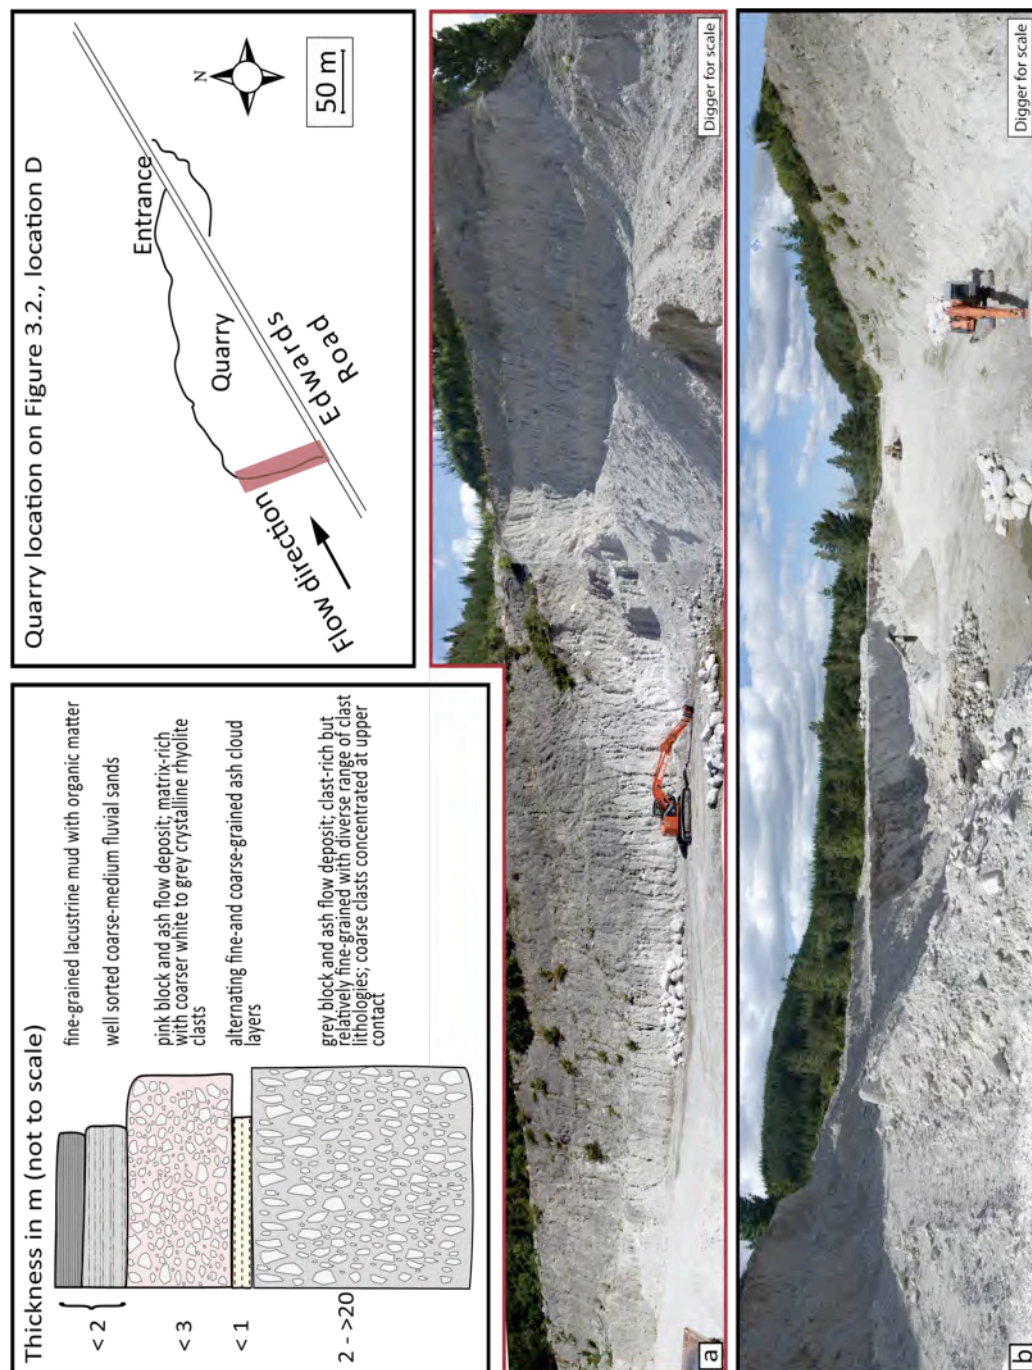 Thickness in m (not to scale)
< 2
< 3
< 1
2 - >20
fine-grained lacustrine mud with organic matter
well sorted coarse-medium fluvial sands
pink block and ash flow deposit; matrix-rich
with coarser white to grey crystalline rhyolite
clasts
alternating fine-and coarse-grained ash cloud
layers
grey block and ash flow deposit; clast-rich but
relatively fine-grained with diverse range of clast
lithologies; coarse clasts concentrated at upper
contact
Quarry location on Figure 3.2., location D
Entrance
N
50 m
Quarry
Edwards
Road
Flow direction
a
Digger for scale
b
Digger for scale